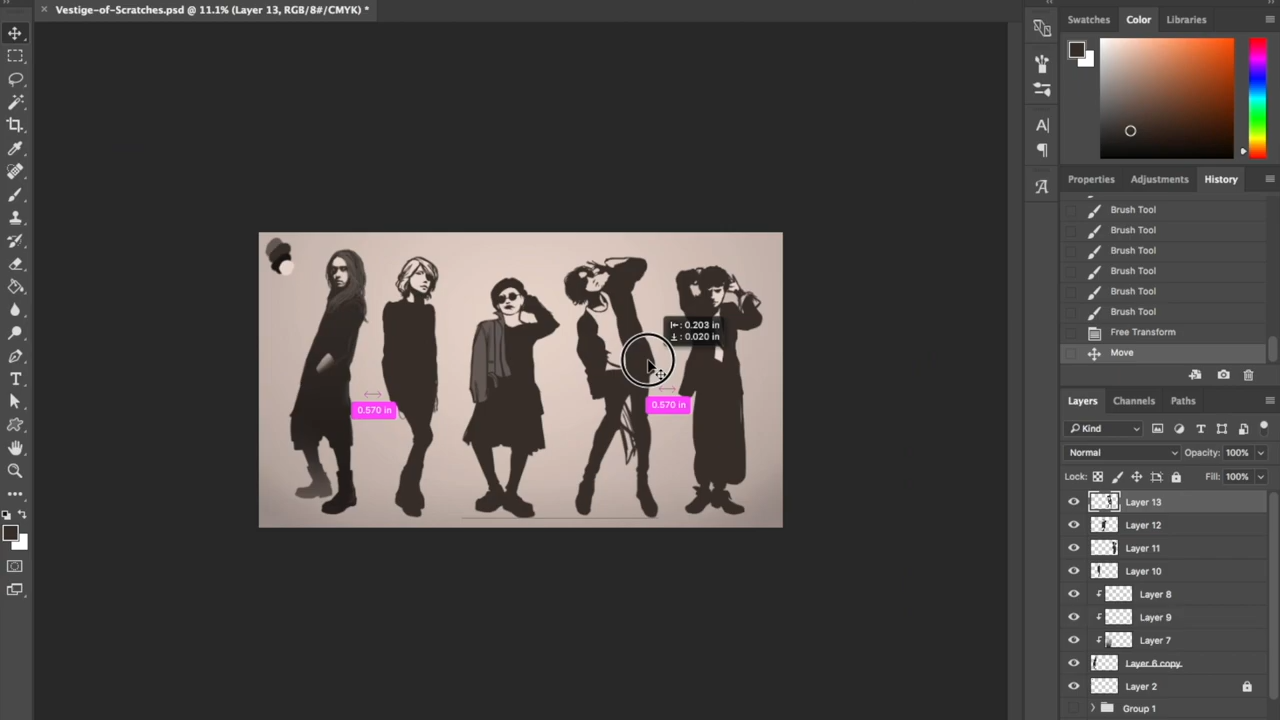 Vestige-of-Scratches.psd @ 11.1% (Layer 13, RGB/8#/CMYK) *
Swatches Color Libraries
Properties Adjustments History
Brush Tool
Brush Tool
Brush Tool
Brush Tool
Brush Tool
Brush Tool
Free Transform
Move
: 0.203 in
: 0.020 in
0.570 in
0.570 in
Layers Channels Paths
Kind
Normal Opacity: 100%
Lock: Fill: 100%
Layer 13
Layer 12
Layer 11
Layer 10
Layer 8
Layer 9
Layer 7
Layer 6 copy
Layer 2
Group 1